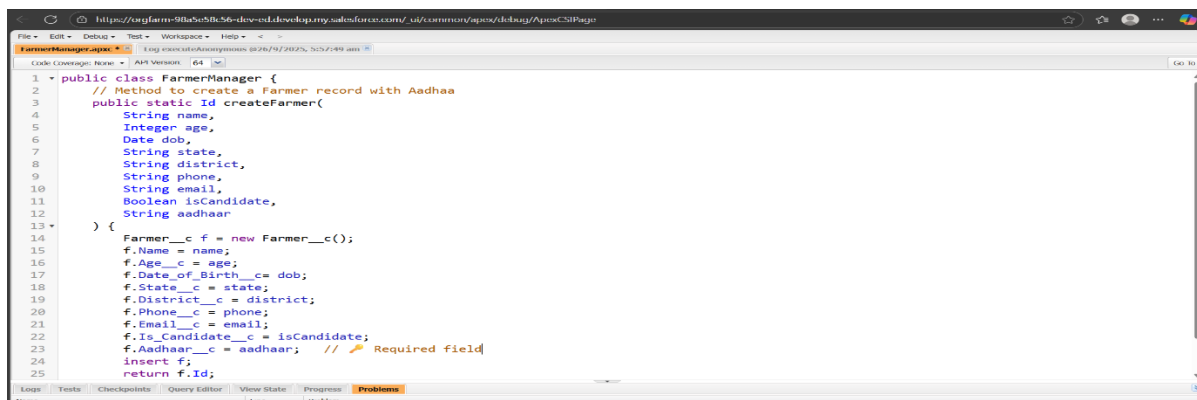 https://orgfarm-98a5e58c56-dev-ed.develop.my.salesforce.com/_ui/common/apex/debug/ApexCSIPage
File Edit Debug Test Workspace Help < >
FarmerManager.apxc * Log executeAnonymous @26/9/2025, 5:57:49 am
Code Coverage: None API Version: 64 Go To
1 public class FarmerManager {
2 // Method to create a Farmer record with Aadhaa
3 public static Id createFarmer(
4 String name,
5 Integer age,
6 Date dob,
7 String state,
8 String district,
9 String phone,
10 String email,
11 Boolean isCandidate,
12 String aadhaar
13 ) {
14 Farmer__c f = new Farmer__c();
15 f.Name = name;
16 f.Age__c = age;
17 f.Date_of_Birth__c= dob;
18 f.State__c = state;
19 f.District__c = district;
20 f.Phone__c = phone;
21 f.Email__c = email;
22 f.Is_Candidate__c = isCandidate;
23 f.Aadhaar__c = aadhaar; // 🔑 Required field
24 insert f;
25 return f.Id;
Logs Tests Checkpoints Query Editor View State Progress Problems